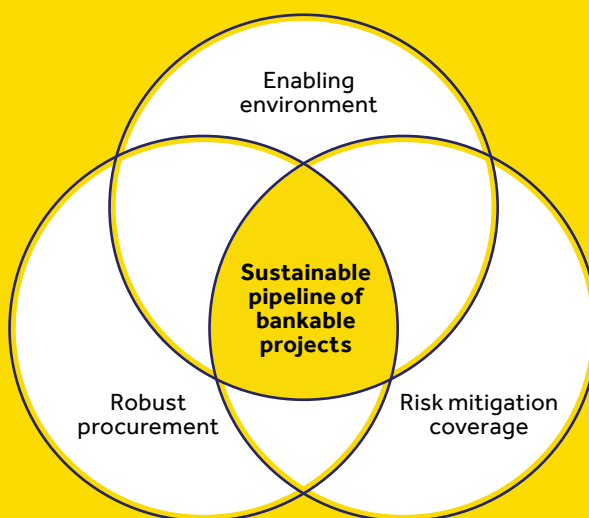 Enabling
environment
Sustainable
pipeline of
bankable
projects
Robust
procurement
Risk mitigation
coverage